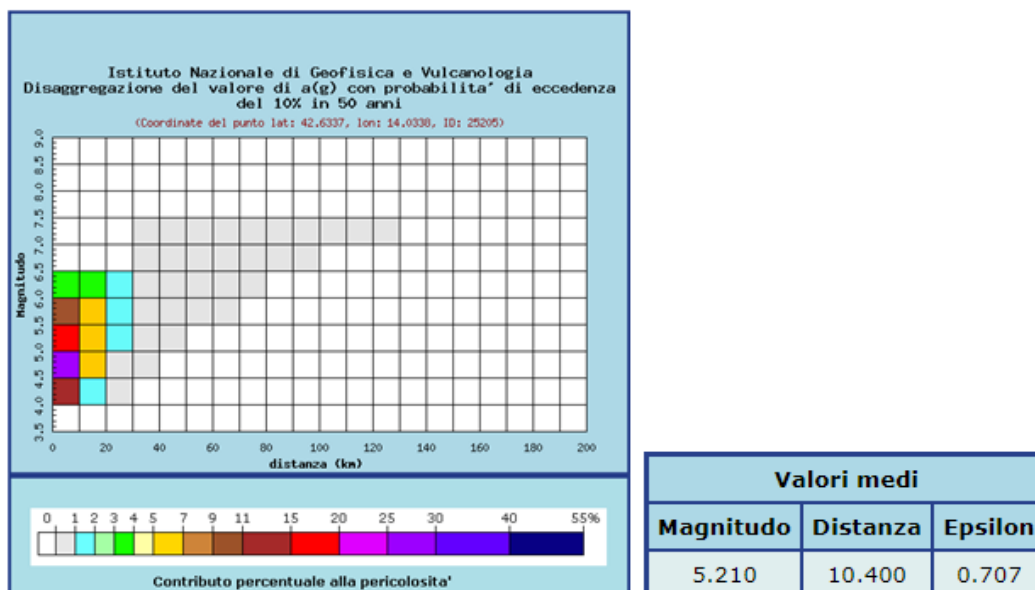 Istituto Nazionale di Geofisica e Vulcanologia
Disaggregazione del valore di a(g) con probabilita' di eccedenza
del 10% in 50 anni
(Coordinate del punto lat: 42.6337, lon: 14.0338, ID: 25205)
Magnitudo
9.0
8.5
8.0
7.5
7.0
6.5
6.0
5.5
5.0
4.5
4.0
3.5
0 20 40 60 80 100 120 140 160 180 200
distanza (km)
0 1 2 3 4 5 7 9 11 15 20 25 30 40 55%
Contributo percentuale alla pericolosita'
Valori medi
Magnitudo Distanza Epsilon
5.210 10.400 0.707